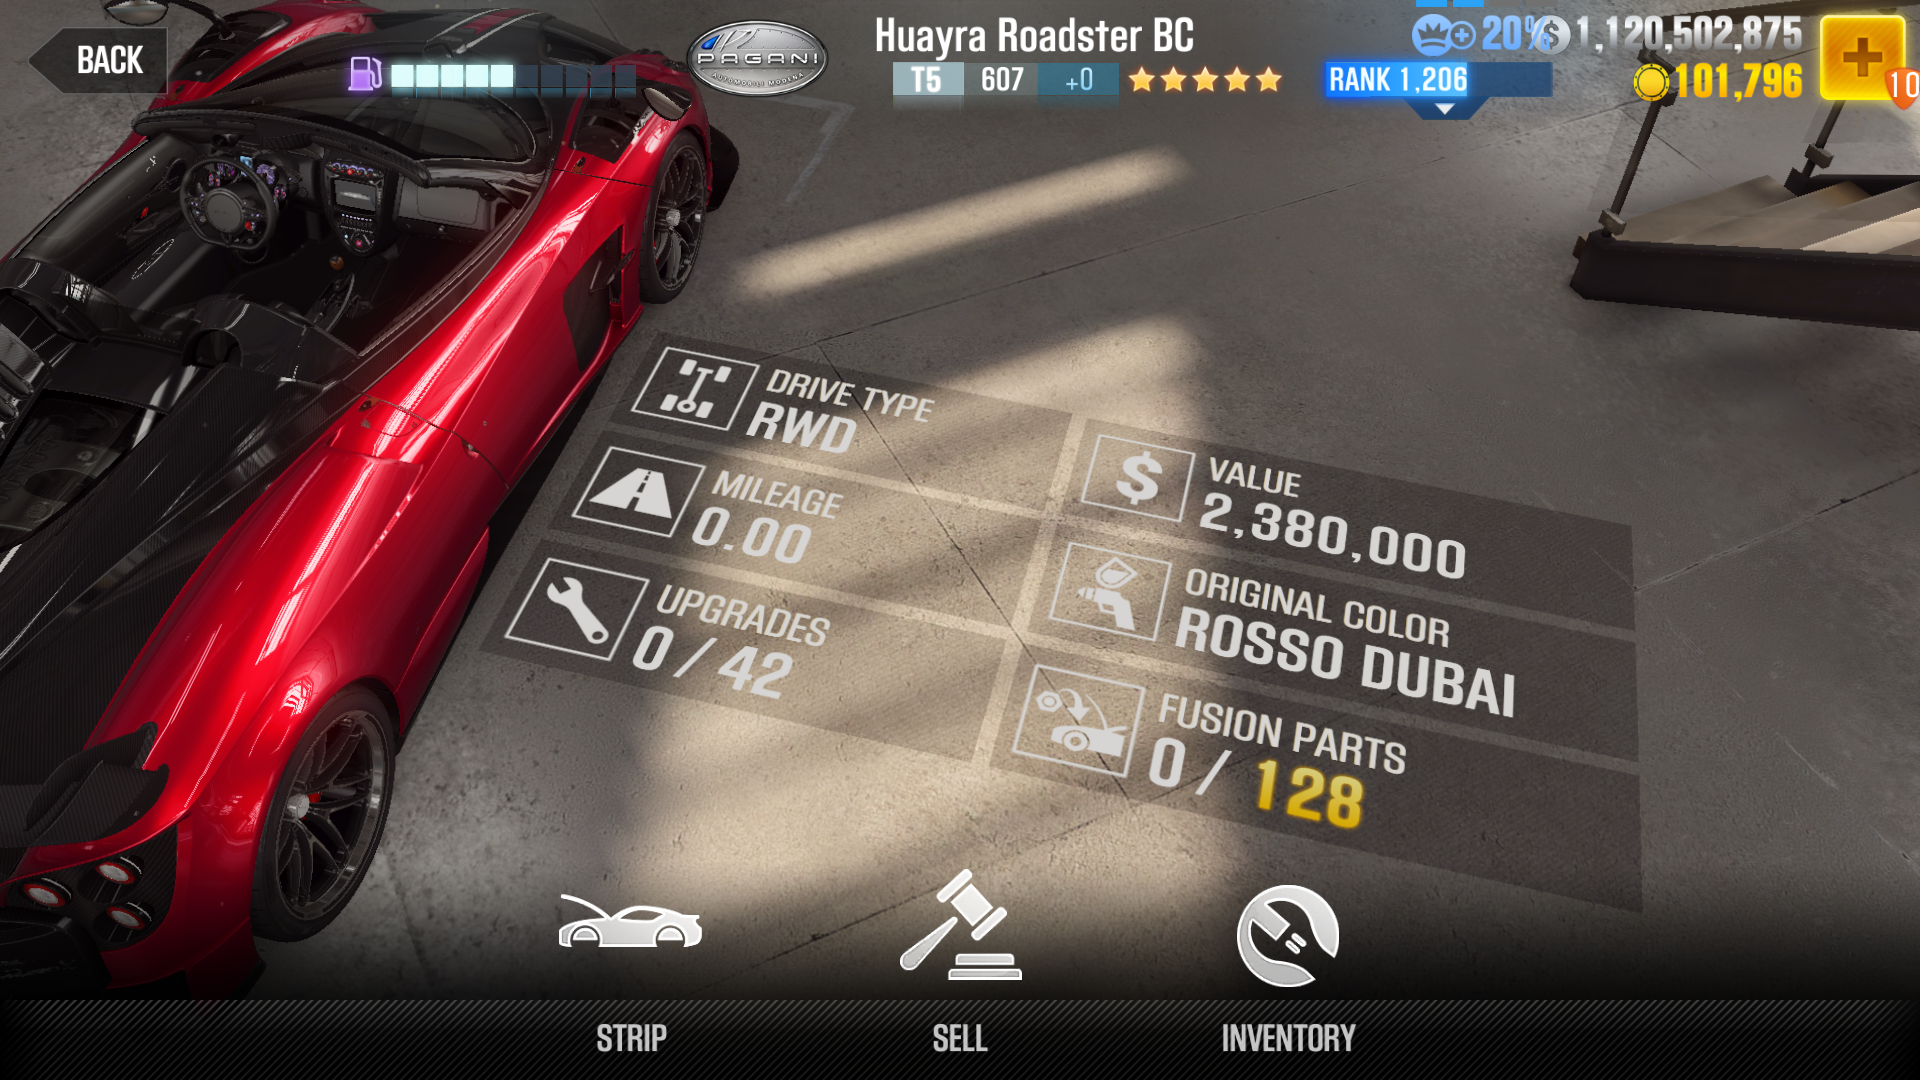 BACK
PAGANI
AUTOMOBILI MODENA
Huayra Roadster BC
T5 607 +0
RANK 1,206
20%
$ 1,120,502,875
101,796
10
DRIVE TYPE
RWD
MILEAGE
0.00
UPGRADES
0 / 42
$ VALUE
2,380,000
ORIGINAL COLOR
ROSSO DUBAI
FUSION PARTS
0 / 128
STRIP
SELL
INVENTORY